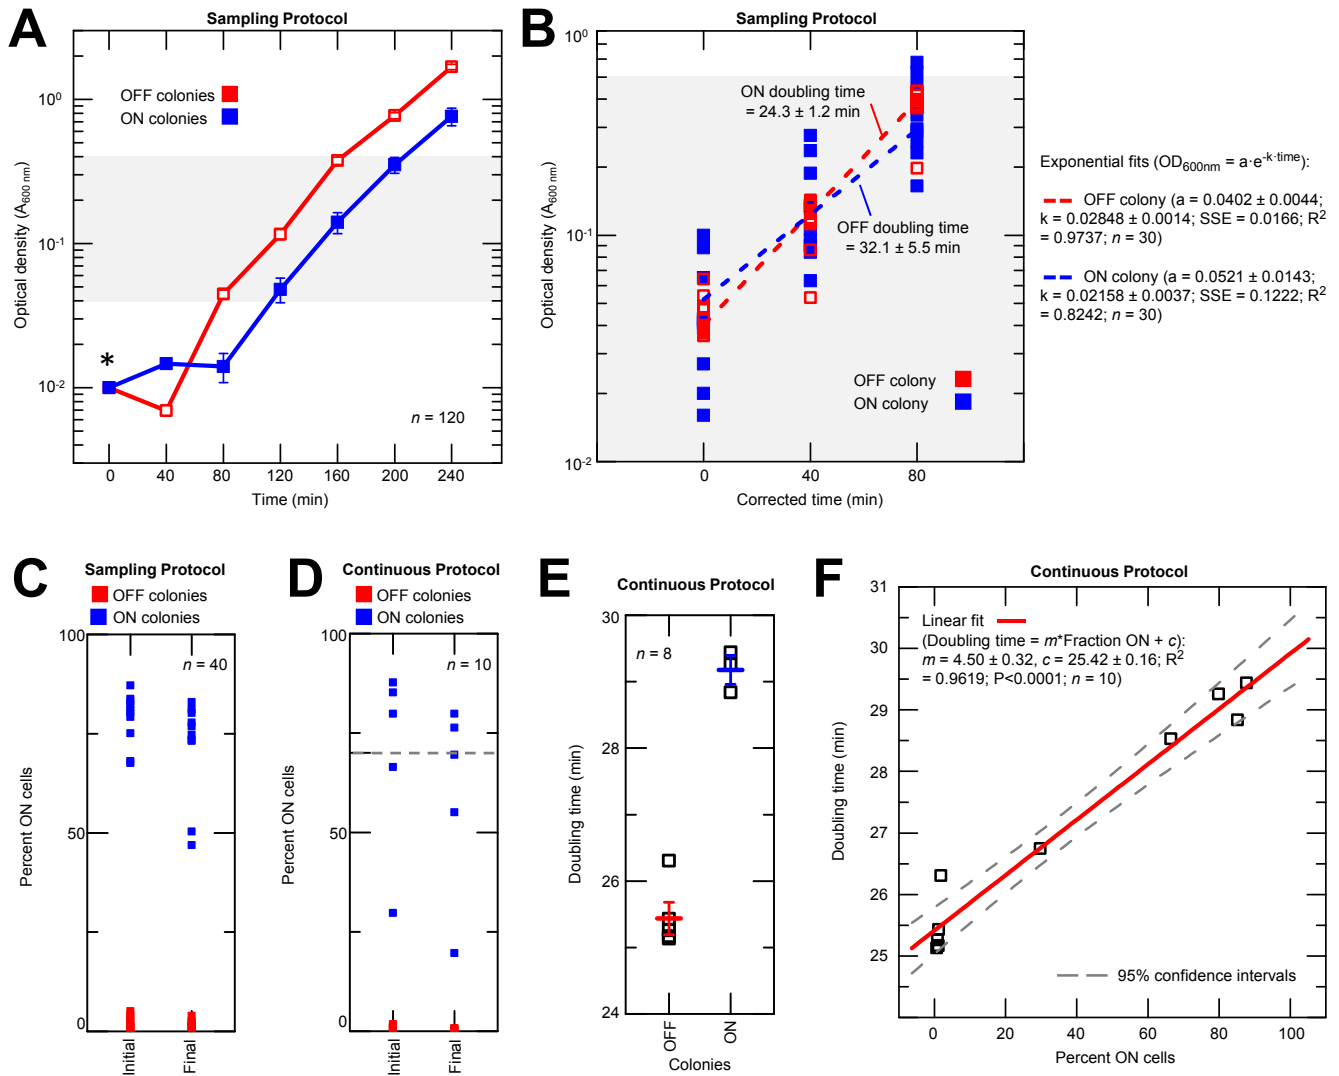 A
Sampling Protocol
OFF colonies
ON colonies
10⁰
10⁻¹
10⁻²
Optical density (A600 nm)
*
n = 120
0 40 80 120 160 200 240
Time (min)
B
Sampling Protocol
10⁰
10⁻¹
10⁻²
Optical density (A600 nm)
ON doubling time
= 24.3 ± 1.2 min
OFF doubling time
= 32.1 ± 5.5 min
OFF colony
ON colony
0 40 80
Corrected time (min)
Exponential fits (OD600nm = a·e-k·time):
OFF colony (a = 0.0402 ± 0.0044;
k = 0.02848 ± 0.0014; SSE = 0.0166; R²
= 0.9737; n = 30)
ON colony (a = 0.0521 ± 0.0143;
k = 0.02158 ± 0.0037; SSE = 0.1222; R²
= 0.8242; n = 30)
C
Sampling Protocol
OFF colonies
ON colonies
100
50
0
Percent ON cells
n = 40
Initial
Final
D
Continuous Protocol
OFF colonies
ON colonies
100
50
0
Percent ON cells
n = 10
Initial
Final
E
Continuous Protocol
30
28
26
24
Doubling time (min)
n = 8
OFF
ON
Colonies
F
Continuous Protocol
31
30
29
28
27
26
25
Doubling time (min)
Linear fit
(Doubling time = m*Fraction ON + c):
m = 4.50 ± 0.32, c = 25.42 ± 0.16; R²
= 0.9619; P<0.0001; n = 10)
95% confidence intervals
0 20 40 60 80 100
Percent ON cells